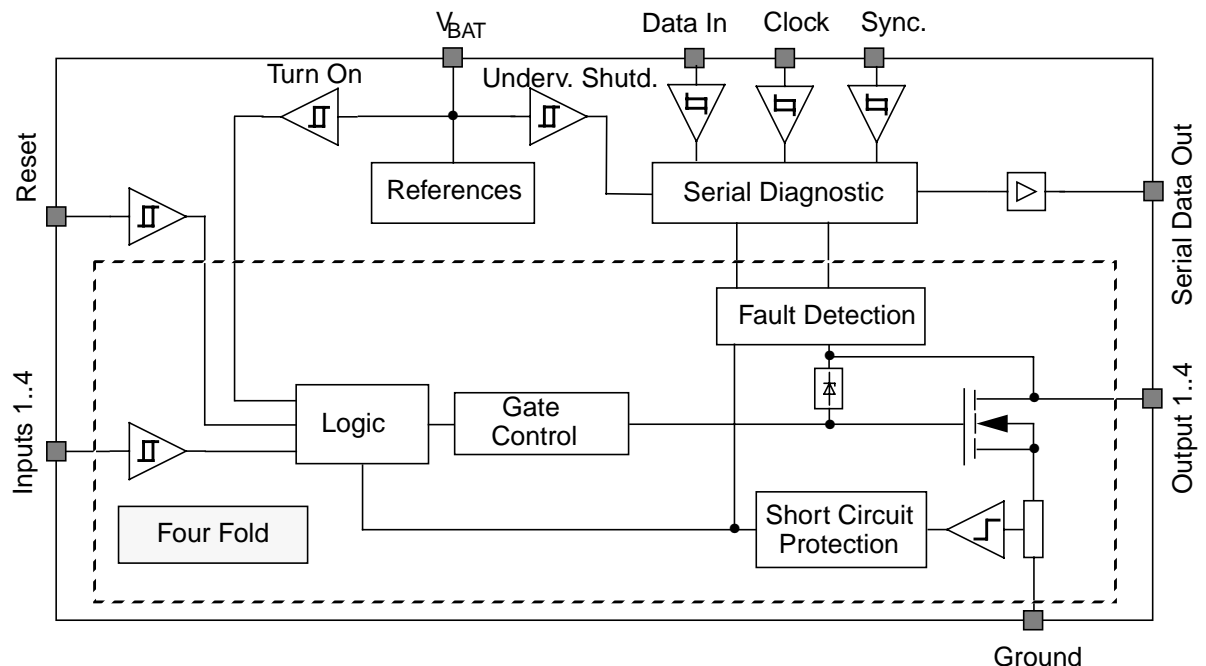 VBAT
Data In
Clock
Sync.
Turn On
Underv. Shutd.
Reset
References
Serial Diagnostic
Serial Data Out
Fault Detection
Inputs 1..4
Logic
Gate
Control
Output 1..4
Four Fold
Short Circuit
Protection
Ground